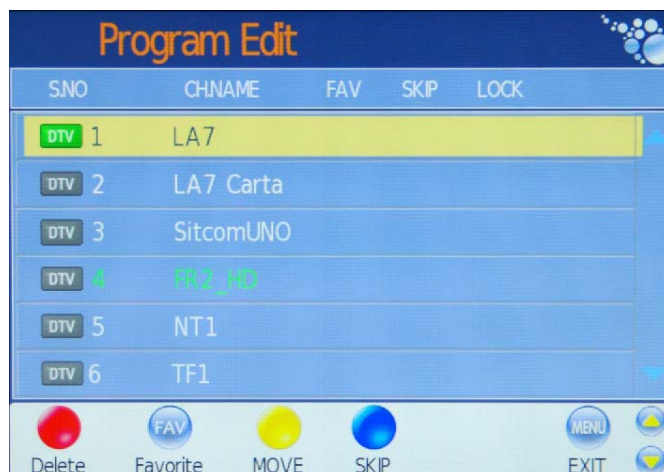 Program Edit
S.NO CH.NAME FAV SKIP LOCK
DTV 1 LA7
DTV 2 LA7 Carta
DTV 3 SitcomUNO
DTV 4 FR2_HD
DTV 5 NT1
DTV 6 TF1
FAV MENU
Delete Favorite MOVE SKIP EXIT